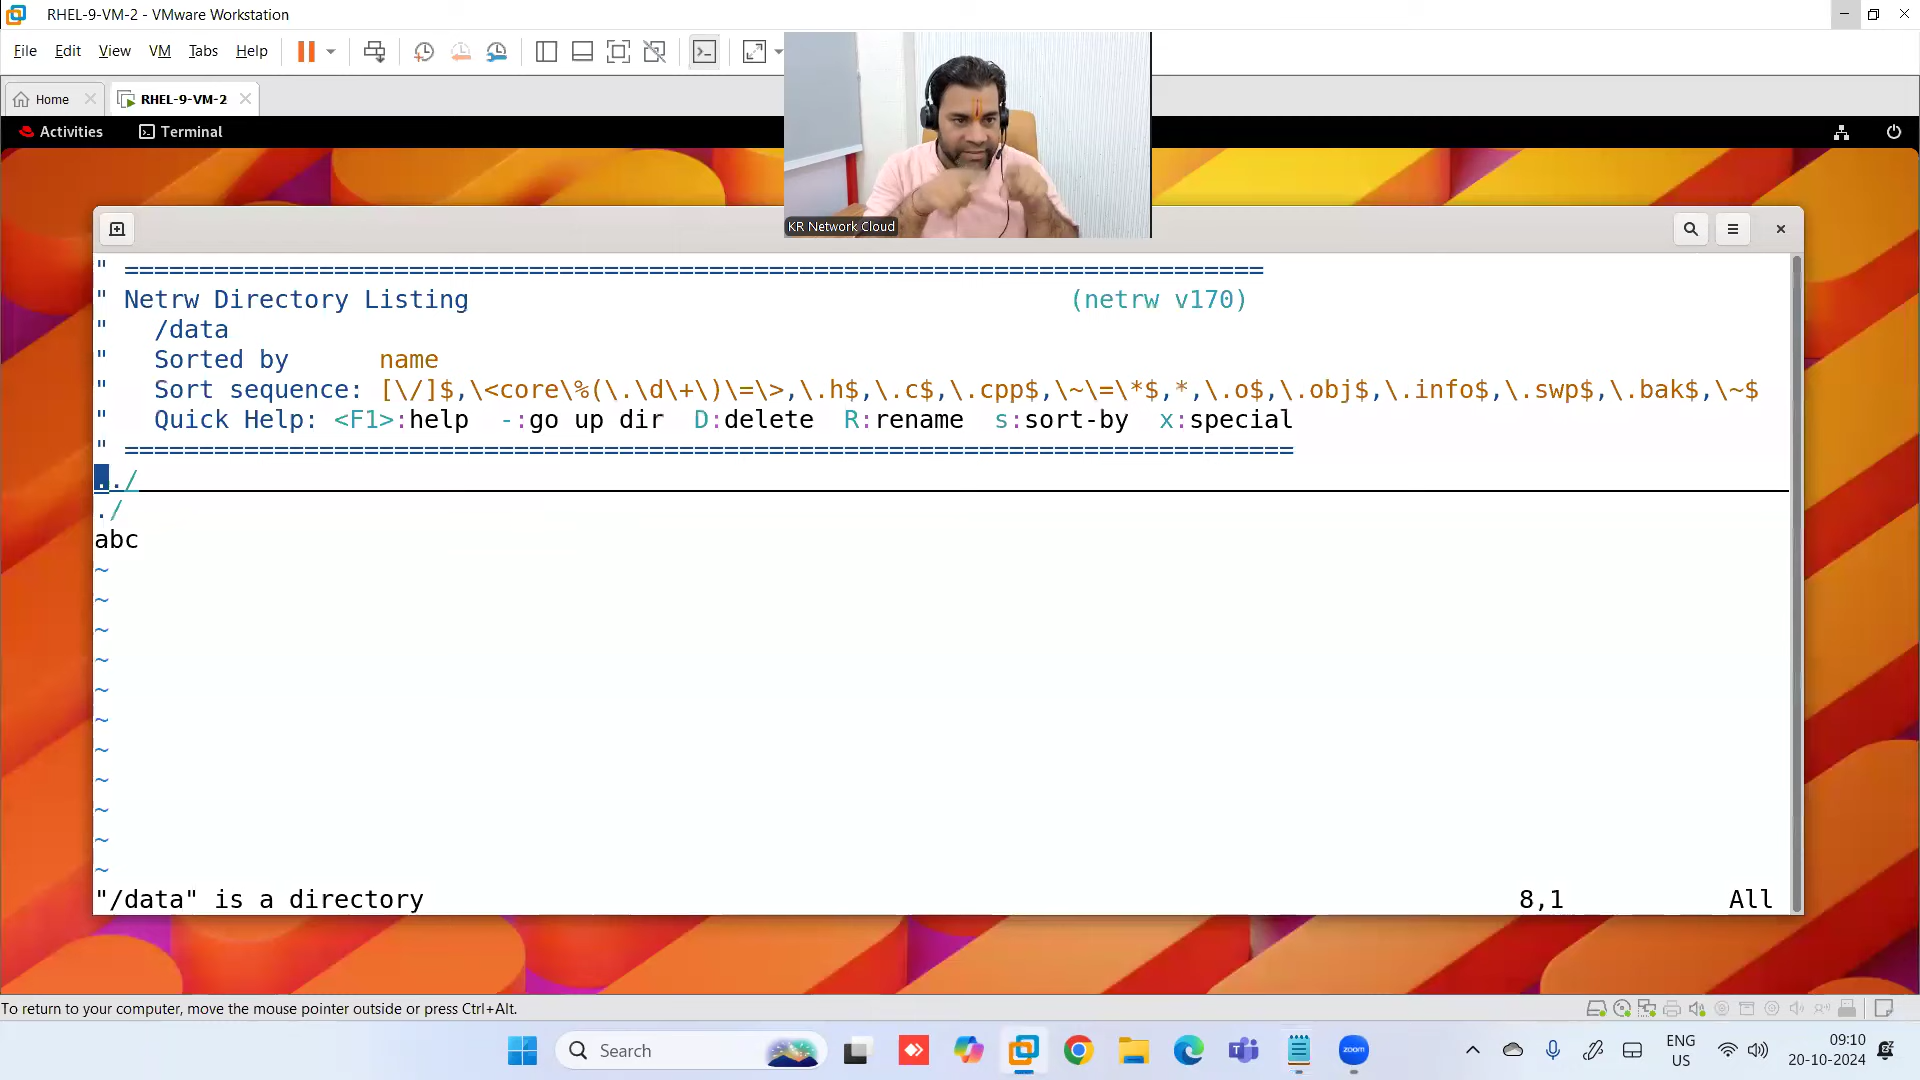 RHEL-9-VM-2 - VMware Workstation
File Edit View VM Tabs Help
Home RHEL-9-VM-2
Activities Terminal
KR Network Cloud
" ============================================================================
" Netrw Directory Listing (netrw v170)
" /data
" Sorted by name
" Sort sequence: [\/]$,\<core\%(\.\d\+\)\=\>,\.h$,\.c$,\.cpp$,\~\=\*$,*,\.o$,\.obj$,\.info$,\.swp$,\.bak$,\~$
" Quick Help: <F1>:help -:go up dir D:delete R:rename s:sort-by x:special
" ==============================================================================
../
./
abc
~
~
~
~
~
~
~
~
~
~
~
"/data" is a directory 8,1 All
To return to your computer, move the mouse pointer outside or press Ctrl+Alt.
Search
zoom
ENG
US
09:10
20-10-2024